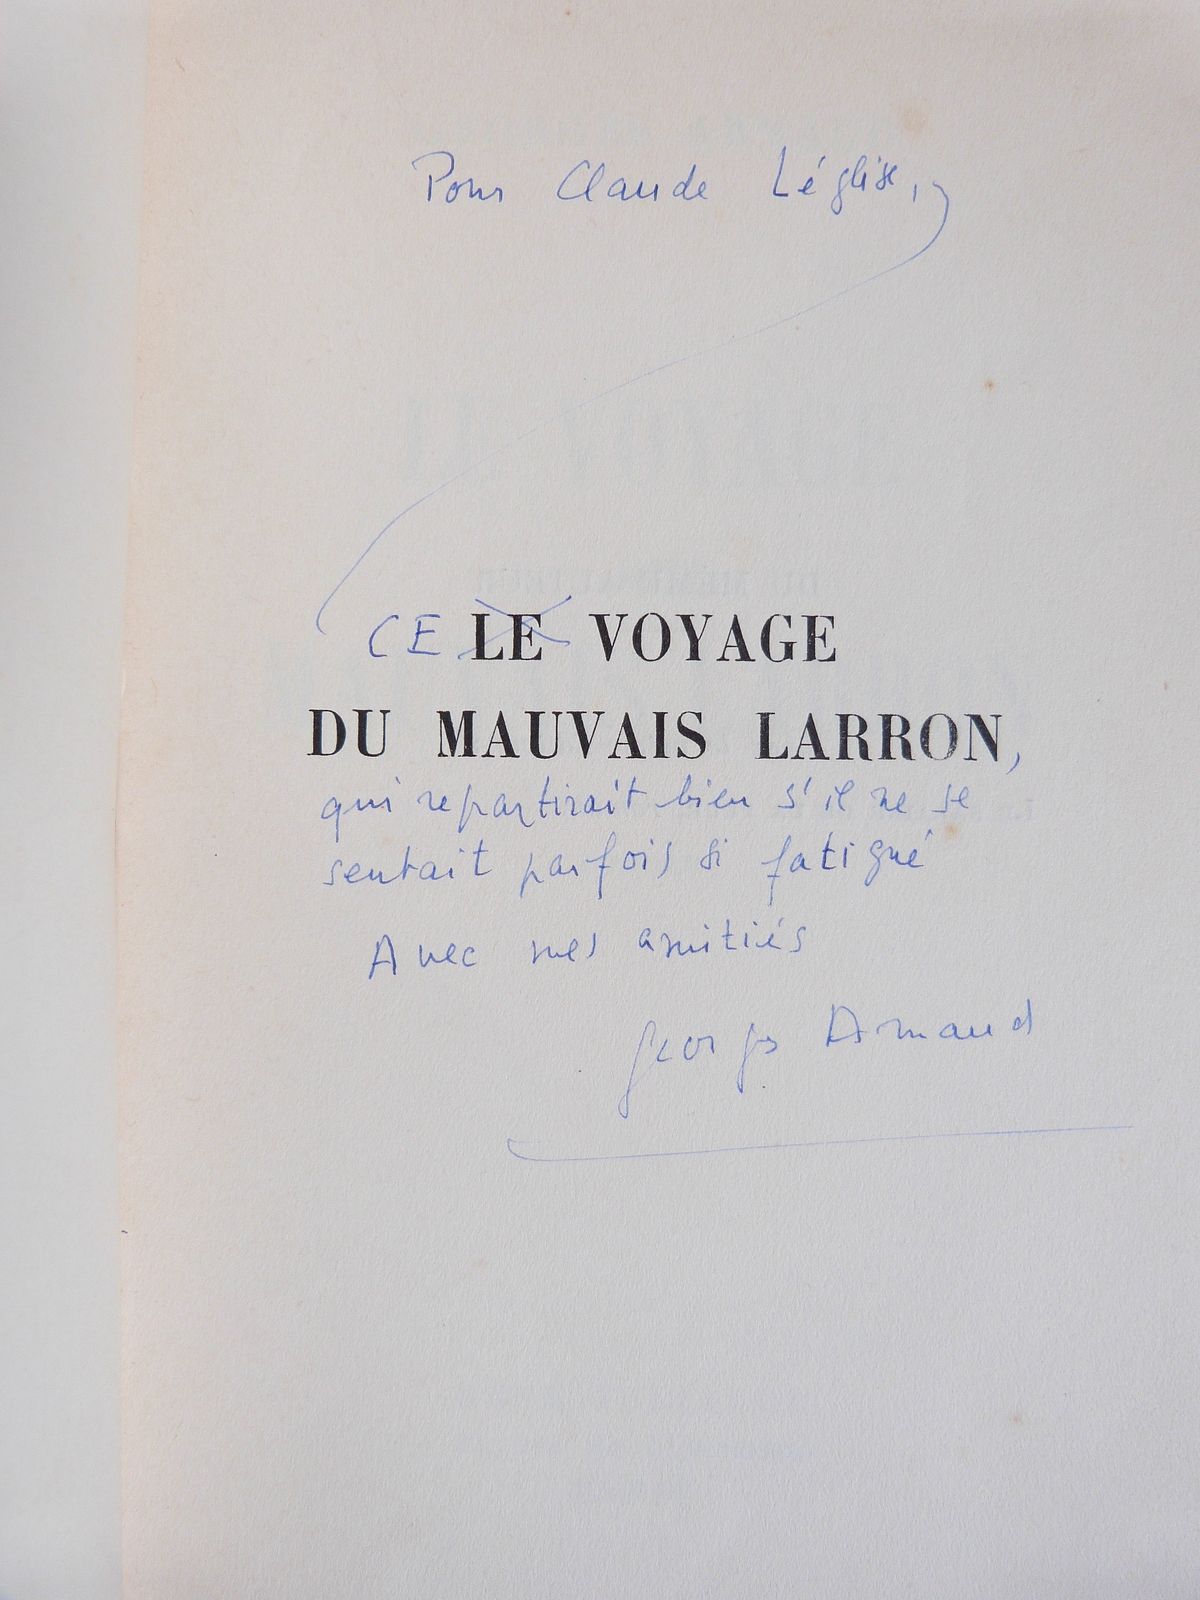 Pour Claude Léglise,
CE LE VOYAGE
DU MAUVAIS LARRON,
qui repartirait bien s'il ne se
sentait parfois si fatigué
Avec mes amitiés
Georges Arnaud